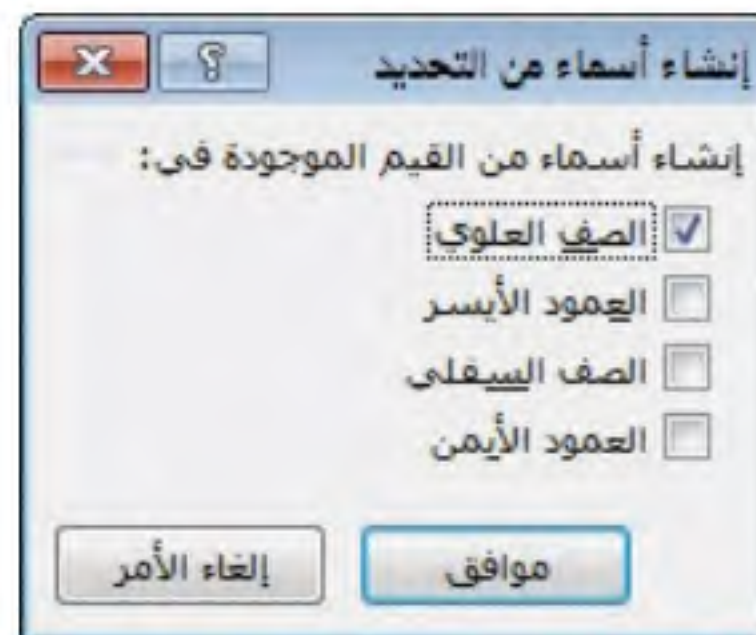 إنشاء أسماء من التحديد
إنشاء أسماء من القيم الموجودة في:
الصف العلوي
العمود الأيسر
الصف السفلي
العمود الأيمن
موافق
إلغاء الأمر